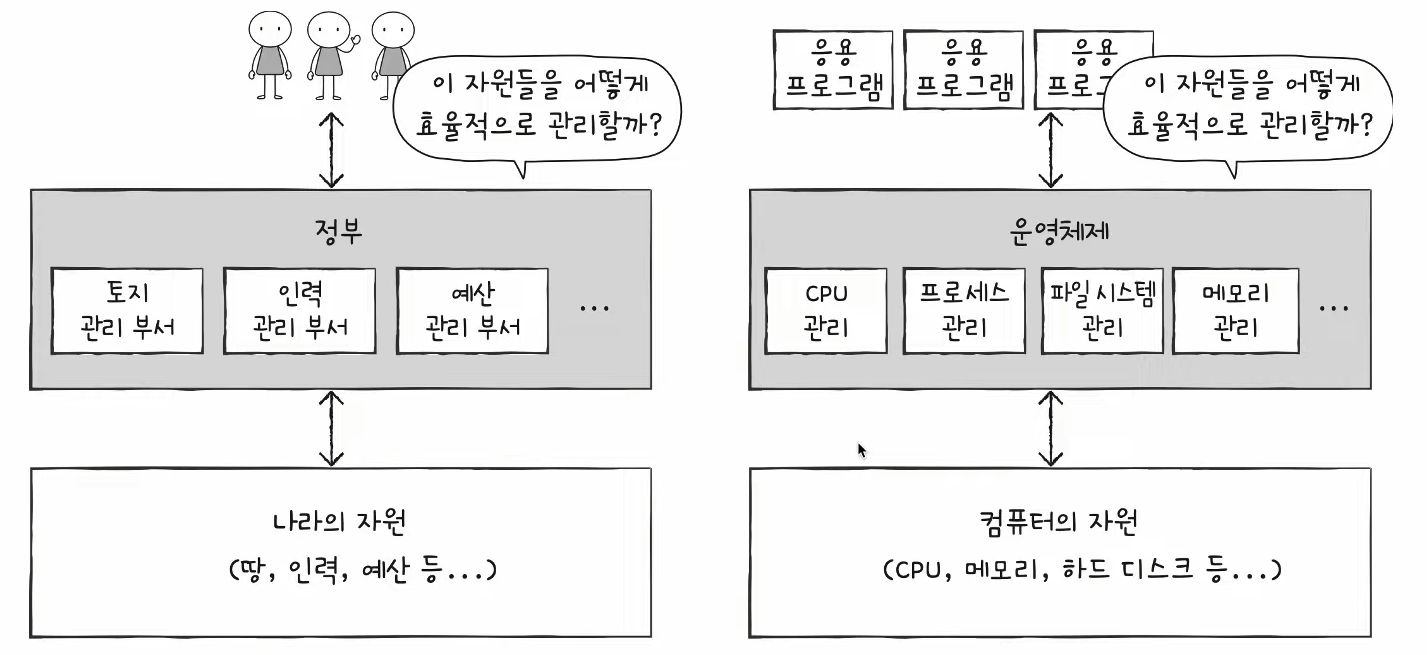 이 자원들을 어떻게
효율적으로 관리할까?
정부
토지
관리 부서
인력
관리 부서
예산
관리 부서
...
나라의 자원
(땅, 인력, 예산 등...)
응용
프로그램
응용
프로그램
응용
프로그
이 자원들을 어떻게
효율적으로 관리할까?
운영체제
CPU
관리
프로세스
관리
파일 시스템
관리
메모리
관리
...
컴퓨터의 자원
(CPU, 메모리, 하드 디스크 등...)